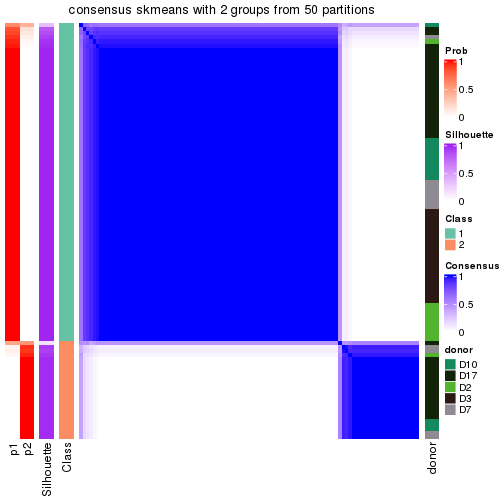 consensus skmeans with 2 groups from 50 partitions
Prob
1
0.5
0
Silhouette
1
0.5
0
Class
1
2
Consensus
1
0.5
0
donor
D10
D17
D2
D3
D7
p1
p2
Silhouette
Class
donor